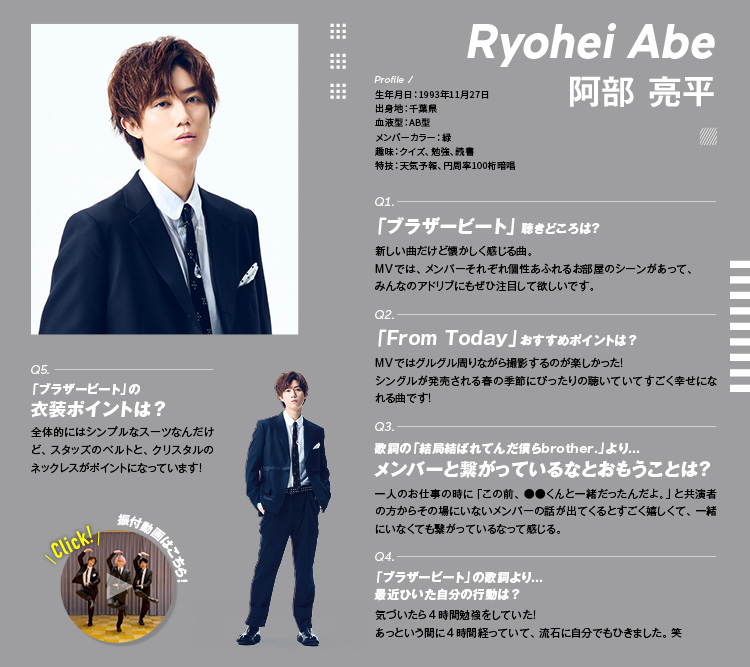 Ryohei Abe
阿部 亮平
Profile /
生年月日：1993年11月27日
出身地：千葉県
血液型：AB型
メンバーカラー：緑
趣味：クイズ、勉強、読書
特技：天気予報、円周率100桁暗唱
Q1.
「ブラザービート」 聴きどころは？
新しい曲だけど懐かしく感じる曲。
MVでは、メンバーそれぞれ個性あふれるお部屋のシーンがあって、
みんなのアドリブにもぜひ注目して欲しいです。
Q2.
「From Today」おすすめポイントは？
MVではグルグル周りながら撮影するのが楽しかった！
シングルが発売される春の季節にぴったりの聴いていてすごく幸せにな
れる曲です！
Q3.
歌詞の「結局結ばれてんだ僕らbrother.」より…
メンバーと繋がっているなとおもうことは？
一人のお仕事の時に「この前、●●くんと一緒だったんだよ。」と共演者
の方からその場にいないメンバーの話が出てくるとすごく嬉しくて、一緒
にいなくても繋がっているなって感じる。
Q4.
「ブラザービート」の歌詞より…
最近ひいた自分の行動は？
気づいたら4時間勉強をしていた！
あっという間に4時間経っていて、流石に自分でもひきました。笑
Q5.
「ブラザービート」の
衣装ポイントは？
全体的にはシンプルなスーツなんだけ
ど、スタッズのベルトと、クリスタルの
ネックレスがポイントになっています！
\Click!/
振付動画はこちら！